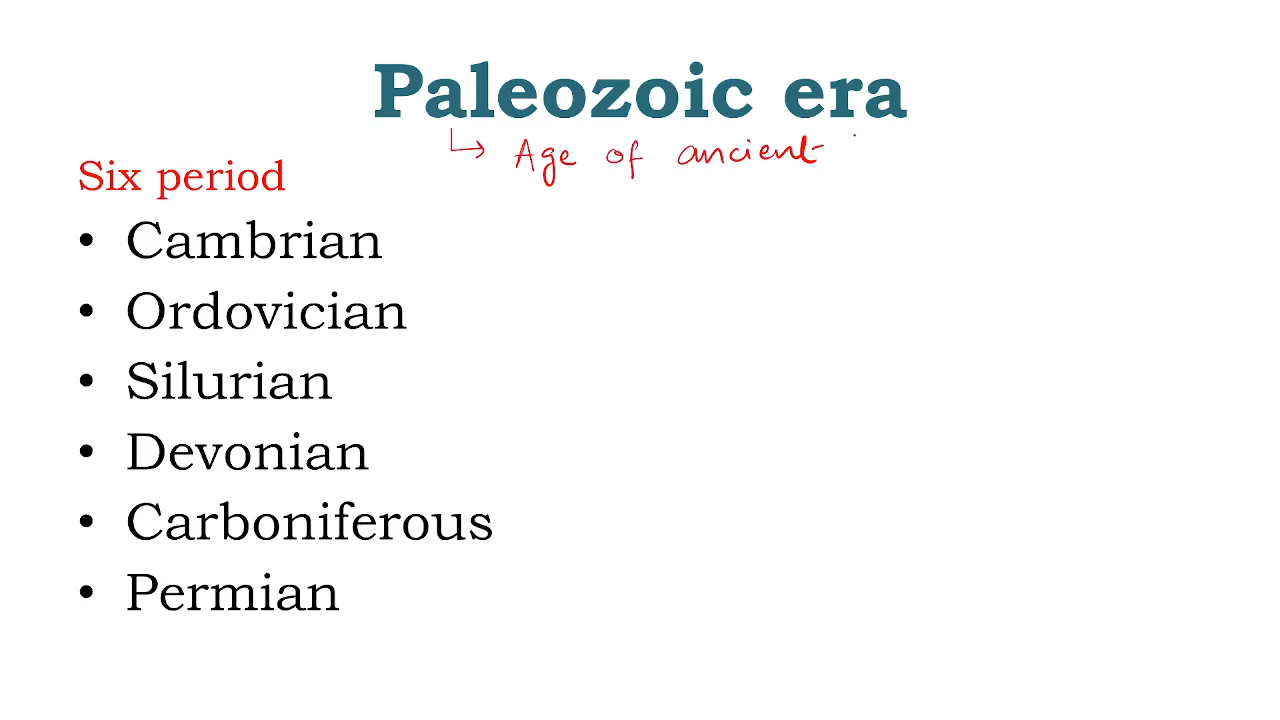 Paleozoic era
Age of ancient
Six period
• Cambrian
• Ordovician
• Silurian
• Devonian
• Carboniferous
• Permian